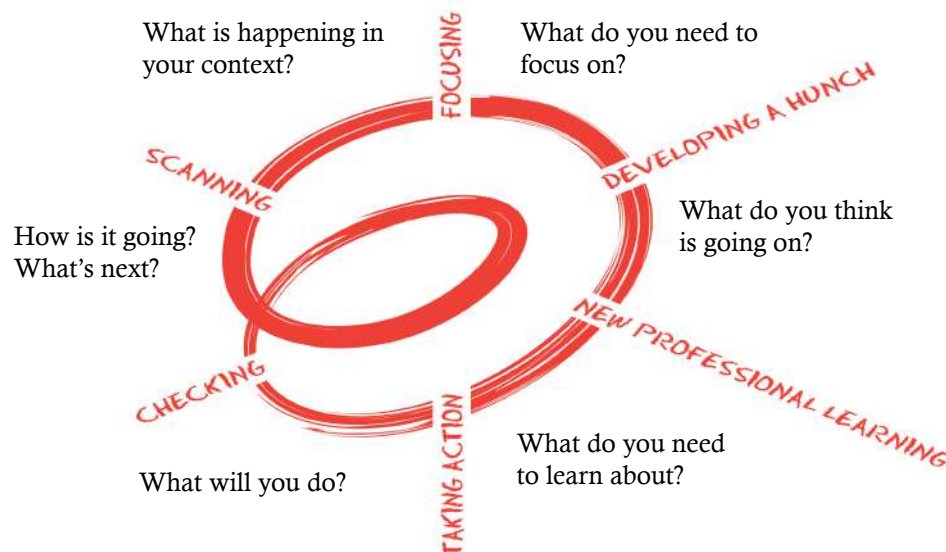 What is happening in
your context?
FOCUSING
What do you need to
focus on?
DEVELOPING A HUNCH
SCANNING
What do you think
is going on?
How is it going?
What's next?
NEW PROFESSIONAL LEARNING
CHECKING
TAKING ACTION
What do you need
to learn about?
What will you do?